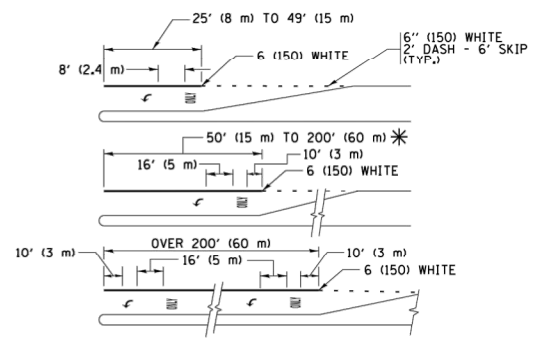 25' (8 m) TO 49' (15 m)
6" (150) WHITE
2' DASH - 6' SKIP
(TYP.)
6 (150) WHITE
8' (2.4 m)
ONLY
50' (15 m) TO 200' (60 m) *
16' (5 m)
10' (3 m)
6 (150) WHITE
ONLY
OVER 200' (60 m)
10' (3 m)
16' (5 m)
10' (3 m)
6 (150) WHITE
ONLY
ONLY